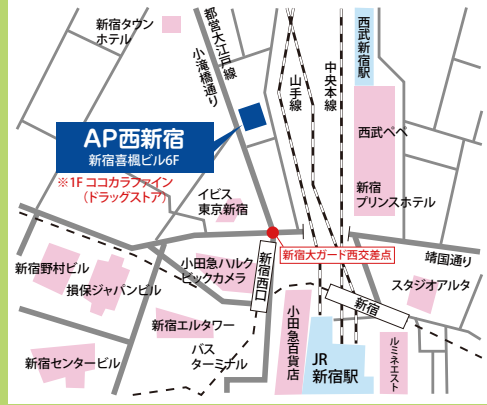 新宿タウン
ホテル
都営大江戸線
小滝橋通り
山手線
中央本線
西武新宿駅
AP西新宿
新宿喜楓ビル6F
※1F ココカラファイン
（ドラッグストア）
西武ペペ
新宿
プリンスホテル
イビス
東京新宿
新宿大ガード西交差点
靖国通り
新宿野村ビル
損保ジャパンビル
小田急ハルク
ビックカメラ
新宿西口
スタジオアルタ
新宿
新宿エルタワー
バス
ターミナル
小田急百貨店
JR
新宿駅
ルミネエスト
新宿センタービル